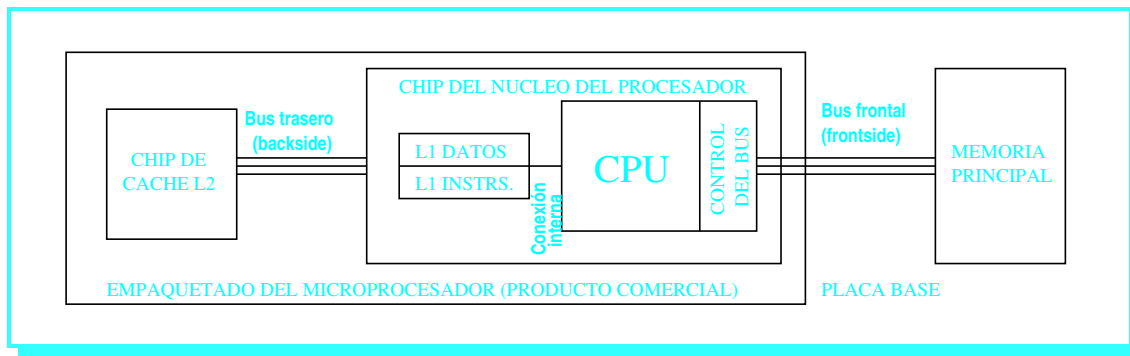 CHIP DEL NUCLEO DEL PROCESADOR
Bus trasero
(backside)
Bus frontal
(frontside)
CHIP DE
CACHE L2
L1 DATOS
L1 INSTRS.
CPU
CONTROL
DEL BUS
MEMORIA
PRINCIPAL
Conexión
interna
EMPAQUETADO DEL MICROPROCESADOR (PRODUCTO COMERCIAL)
PLACA BASE